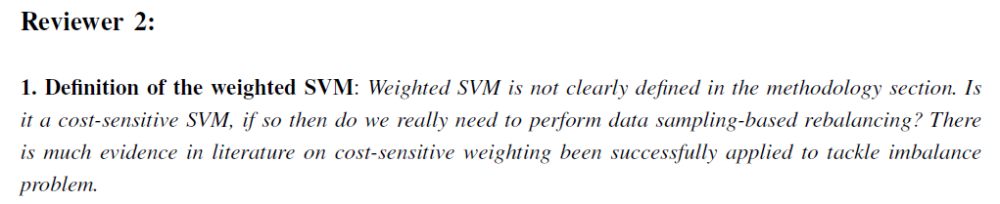 Reviewer 2:
1. Definition of the weighted SVM: Weighted SVM is not clearly defined in the methodology section. Is
it a cost-sensitive SVM, if so then do we really need to perform data sampling-based rebalancing? There
is much evidence in literature on cost-sensitive weighting been successfully applied to tackle imbalance
problem.